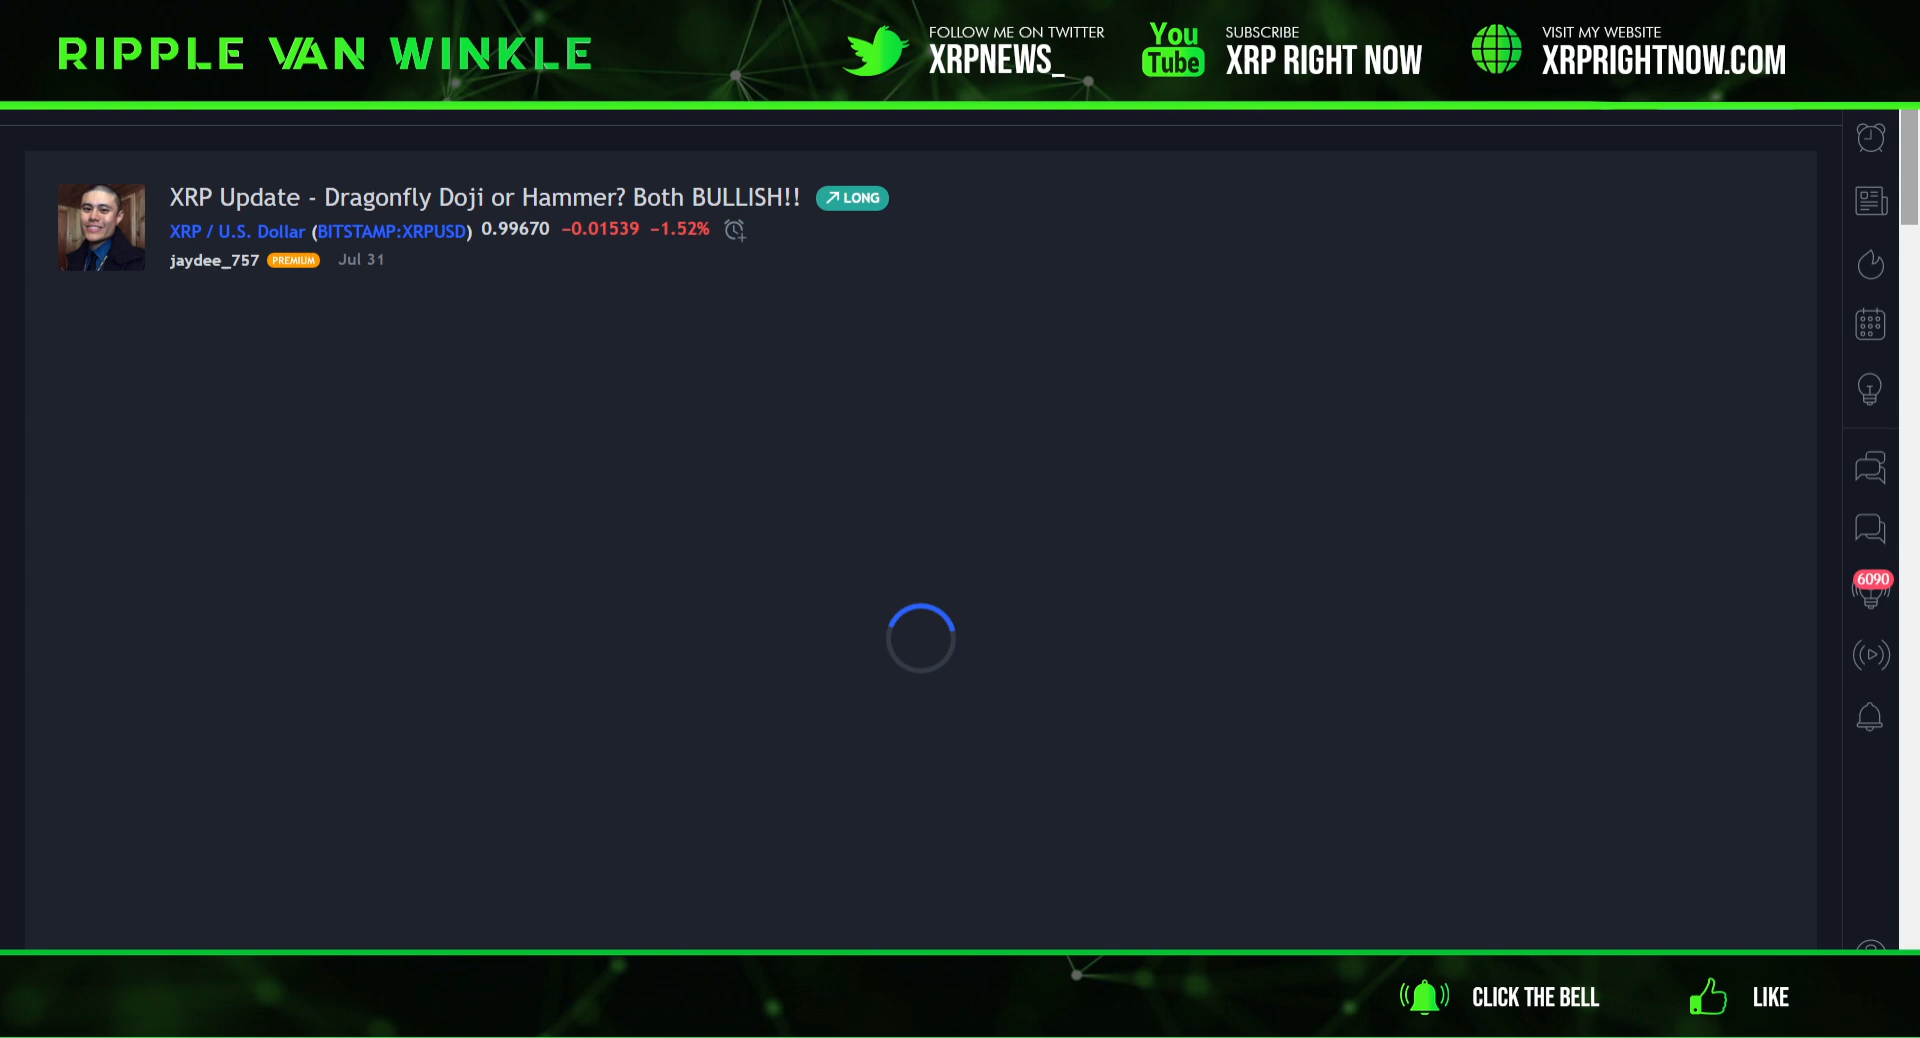 RIPPLE VAN WINKLE
FOLLOW ME ON TWITTER
XRPNEWS_
You
Tube
SUBSCRIBE
XRP RIGHT NOW
VISIT MY WEBSITE
XRPRIGHTNOW.COM
XRP Update - Dragonfly Doji or Hammer? Both BULLISH!! LONG
XRP / U.S. Dollar (BITSTAMP:XRPUSD) 0.99670 −0.01539 −1.52%
jaydee_757 PREMIUM Jul 31
6090
CLICK THE BELL
LIKE